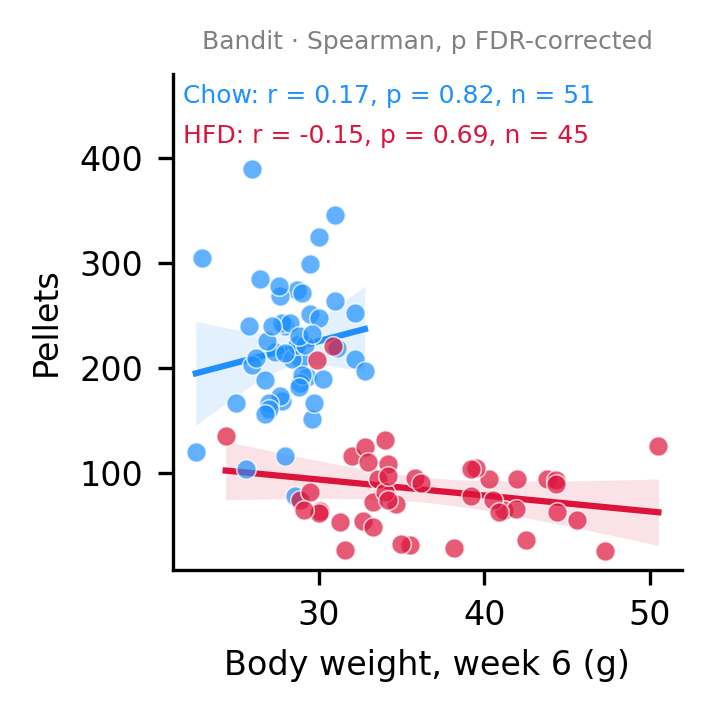 Bandit · Spearman, p FDR-corrected
Chow: r = 0.17, p = 0.82, n = 51
HFD: r = -0.15, p = 0.69, n = 45
400
300
200
100
Pellets
30 40 50
Body weight, week 6 (g)